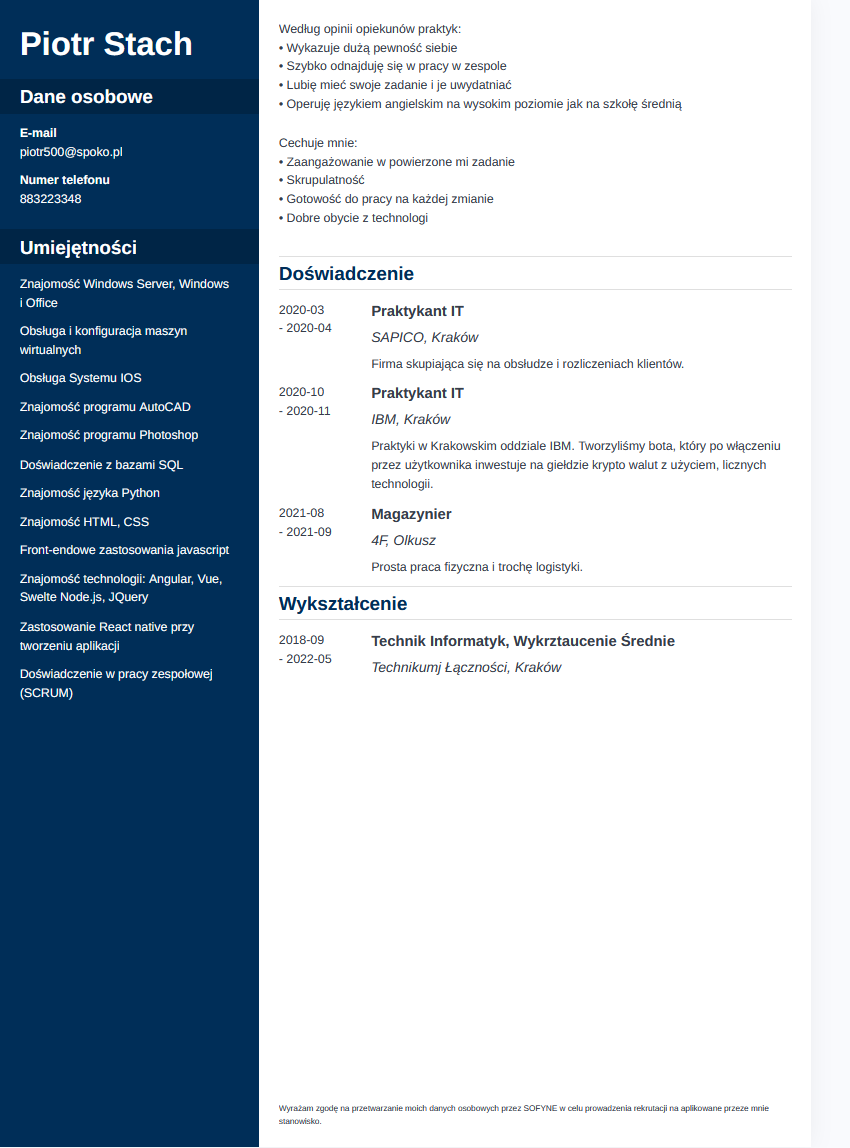 Piotr Stach
Dane osobowe
E-mail
piotr500@spoko.pl
Numer telefonu
883223348
Umiejętności
Znajomość Windows Server, Windows
i Office
Obsługa i konfiguracja maszyn
wirtualnych
Obsługa Systemu IOS
Znajomość programu AutoCAD
Znajomość programu Photoshop
Doświadczenie z bazami SQL
Znajomość języka Python
Znajomość HTML, CSS
Front-endowe zastosowania javascript
Znajomość technologii: Angular, Vue,
Swelte Node.js, JQuery
Zastosowanie React native przy
tworzeniu aplikacji
Doświadczenie w pracy zespołowej
(SCRUM)
Według opinii opiekunów praktyk:
• Wykazuje dużą pewność siebie
• Szybko odnajduję się w pracy w zespole
• Lubię mieć swoje zadanie i je uwydatniać
• Operuję językiem angielskim na wysokim poziomie jak na szkołę średnią
Cechuje mnie:
• Zaangażowanie w powierzone mi zadanie
• Skrupulatność
• Gotowość do pracy na każdej zmianie
• Dobre obycie z technologi
Doświadczenie
2020-03
- 2020-04
Praktykant IT
SAPICO, Kraków
Firma skupiająca się na obsłudze i rozliczeniach klientów.
2020-10
- 2020-11
Praktykant IT
IBM, Kraków
Praktyki w Krakowskim oddziale IBM. Tworzyliśmy bota, który po włączeniu
przez użytkownika inwestuje na giełdzie krypto walut z użyciem, licznych
technologii.
2021-08
- 2021-09
Magazynier
4F, Olkusz
Prosta praca fizyczna i trochę logistyki.
Wykształcenie
2018-09
- 2022-05
Technik Informatyk, Wykrztaucenie Średnie
Technikumj Łączności, Kraków
Wyrażam zgodę na przetwarzanie moich danych osobowych przez SOFYNE w celu prowadzenia rekrutacji na aplikowane przeze mnie
stanowisko.